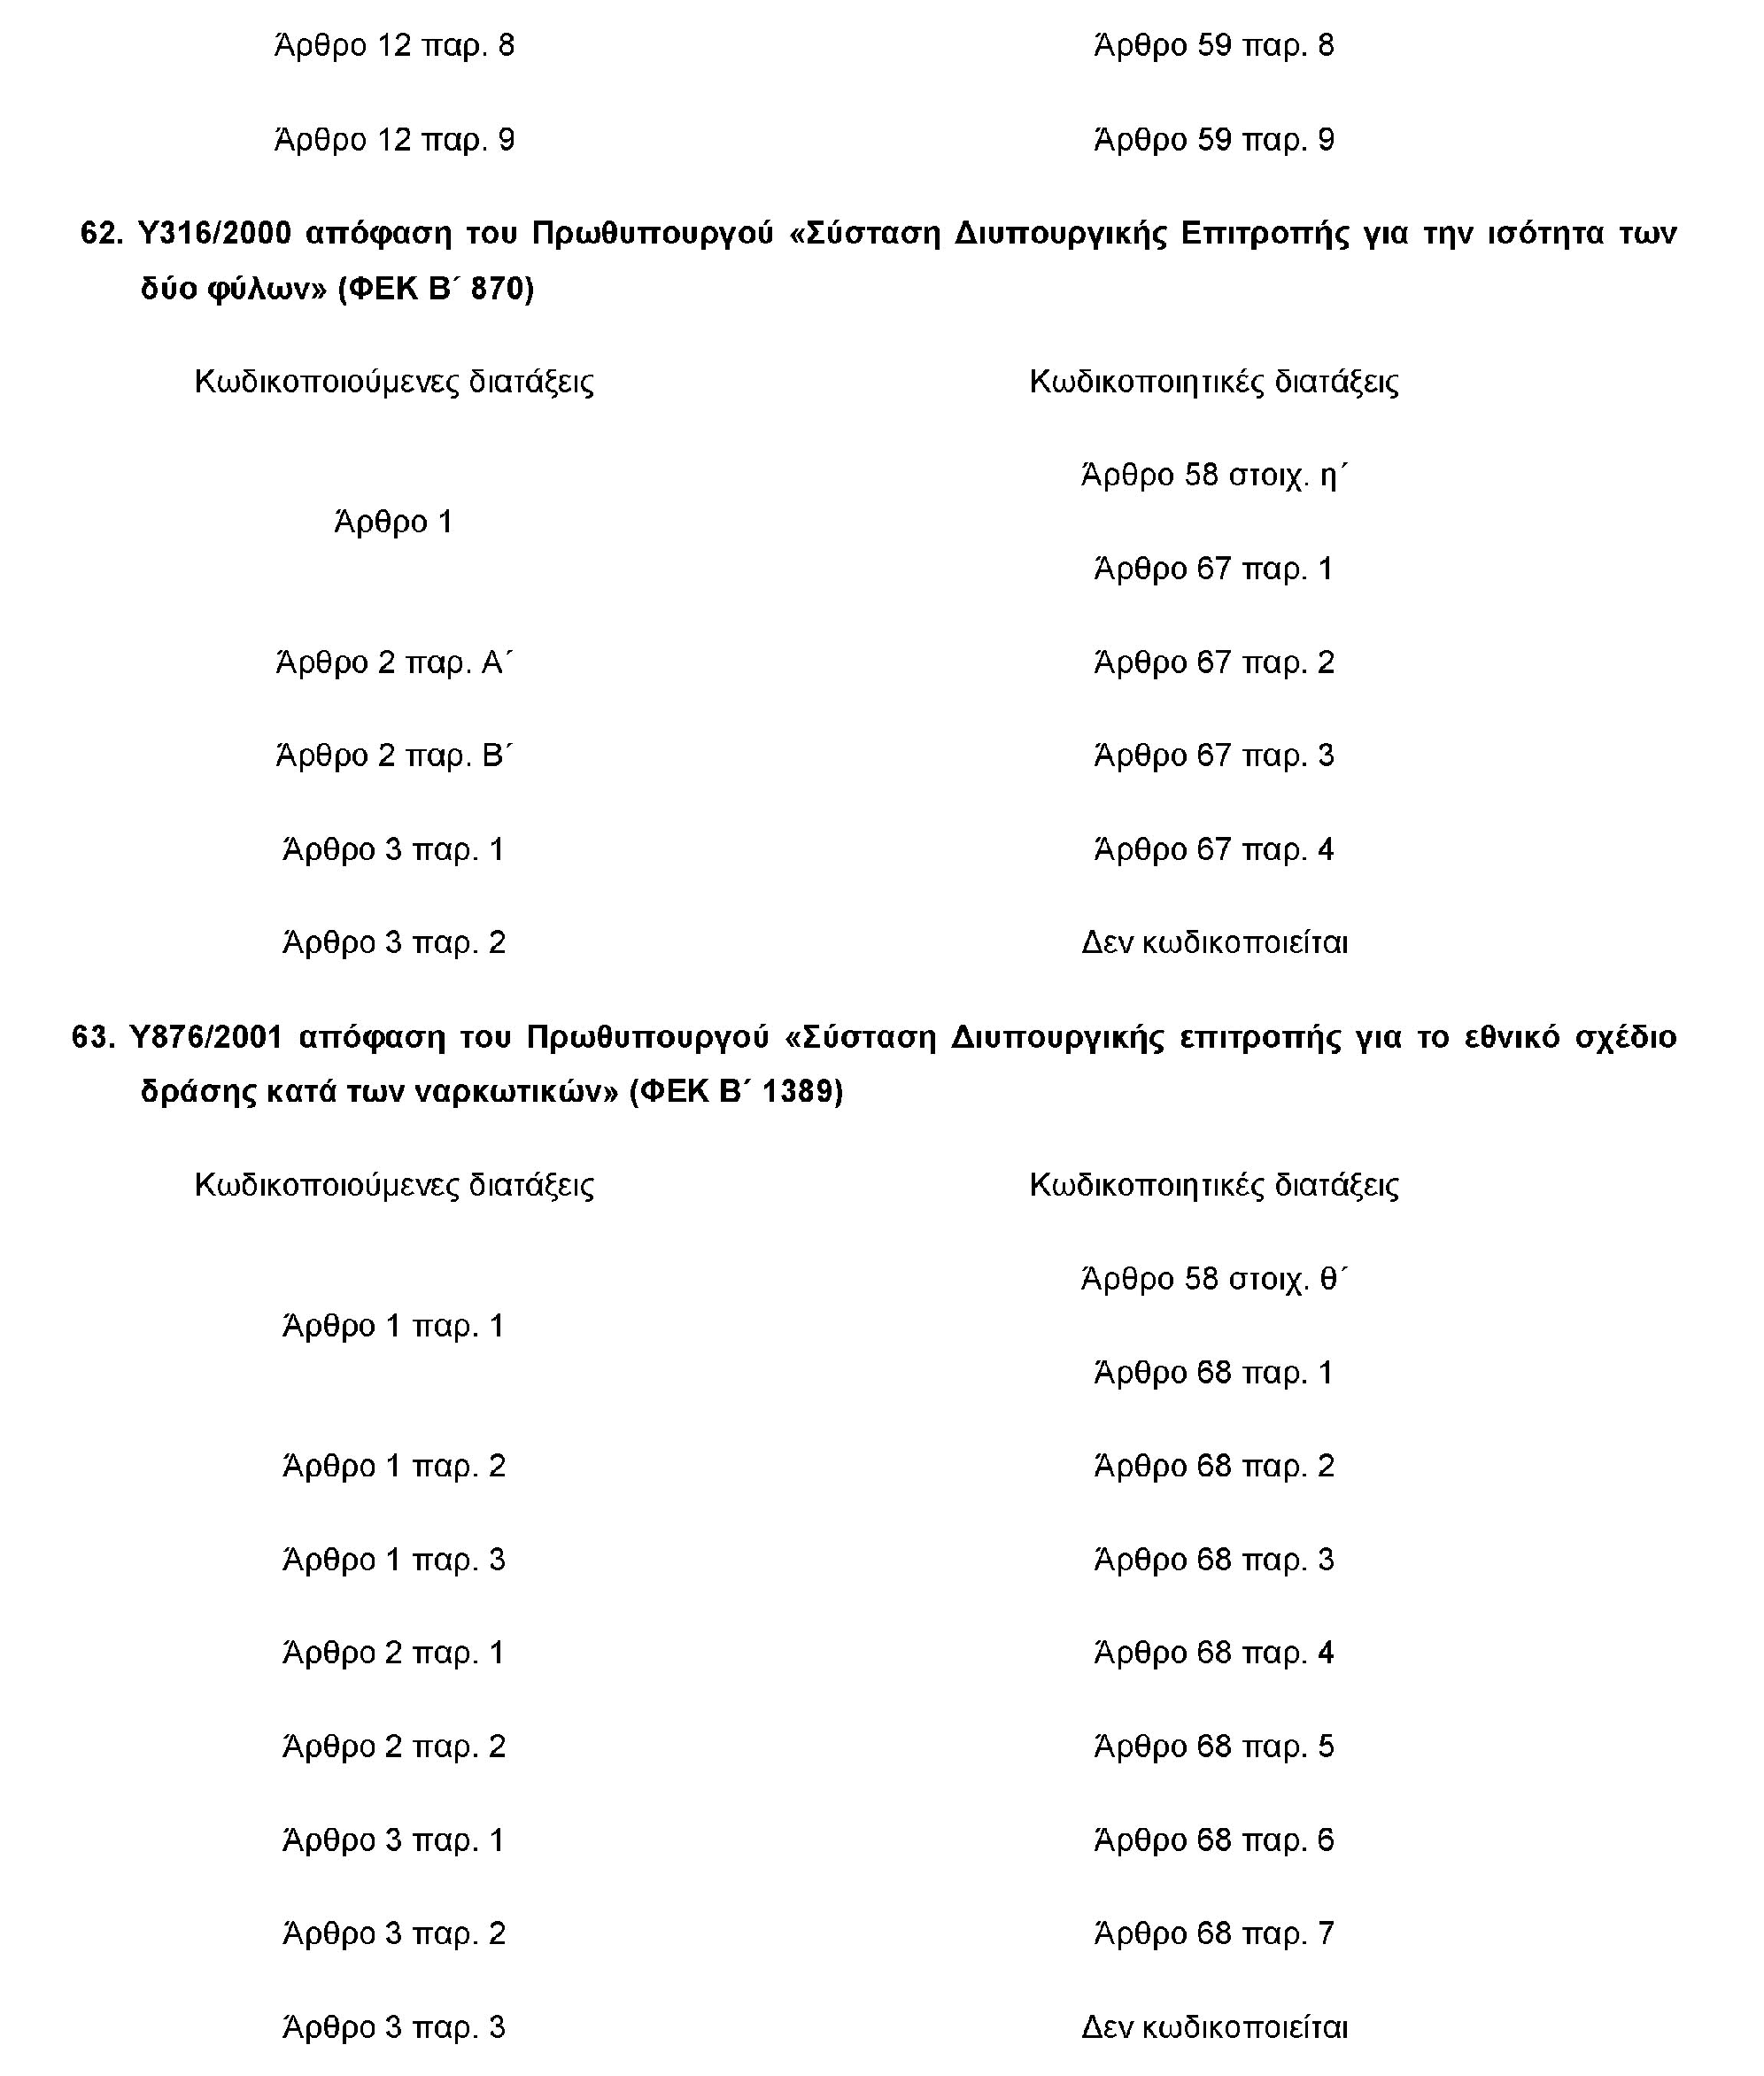 Άρθρο 12 παρ. 8 Άρθρο 59 παρ. 8
Άρθρο 12 παρ. 9 Άρθρο 59 παρ. 9
62. Υ316/2000 απόφαση του Πρωθυπουργού «Σύσταση Διυπουργικής Επιτροπής για την ισότητα των
δύο φύλων» (ΦΕΚ Β΄ 870)
Κωδικοποιούμενες διατάξεις Κωδικοποιητικές διατάξεις
Άρθρο 58 στοιχ. η΄
Άρθρο 1
Άρθρο 67 παρ. 1
Άρθρο 2 παρ. Α΄ Άρθρο 67 παρ. 2
Άρθρο 2 παρ. Β΄ Άρθρο 67 παρ. 3
Άρθρο 3 παρ. 1 Άρθρο 67 παρ. 4
Άρθρο 3 παρ. 2 Δεν κωδικοποιείται
63. Υ876/2001 απόφαση του Πρωθυπουργού «Σύσταση Διυπουργικής επιτροπής για το εθνικό σχέδιο
δράσης κατά των ναρκωτικών» (ΦΕΚ Β΄ 1389)
Κωδικοποιούμενες διατάξεις Κωδικοποιητικές διατάξεις
Άρθρο 58 στοιχ. θ΄
Άρθρο 1 παρ. 1
Άρθρο 68 παρ. 1
Άρθρο 1 παρ. 2 Άρθρο 68 παρ. 2
Άρθρο 1 παρ. 3 Άρθρο 68 παρ. 3
Άρθρο 2 παρ. 1 Άρθρο 68 παρ. 4
Άρθρο 2 παρ. 2 Άρθρο 68 παρ. 5
Άρθρο 3 παρ. 1 Άρθρο 68 παρ. 6
Άρθρο 3 παρ. 2 Άρθρο 68 παρ. 7
Άρθρο 3 παρ. 3 Δεν κωδικοποιείται